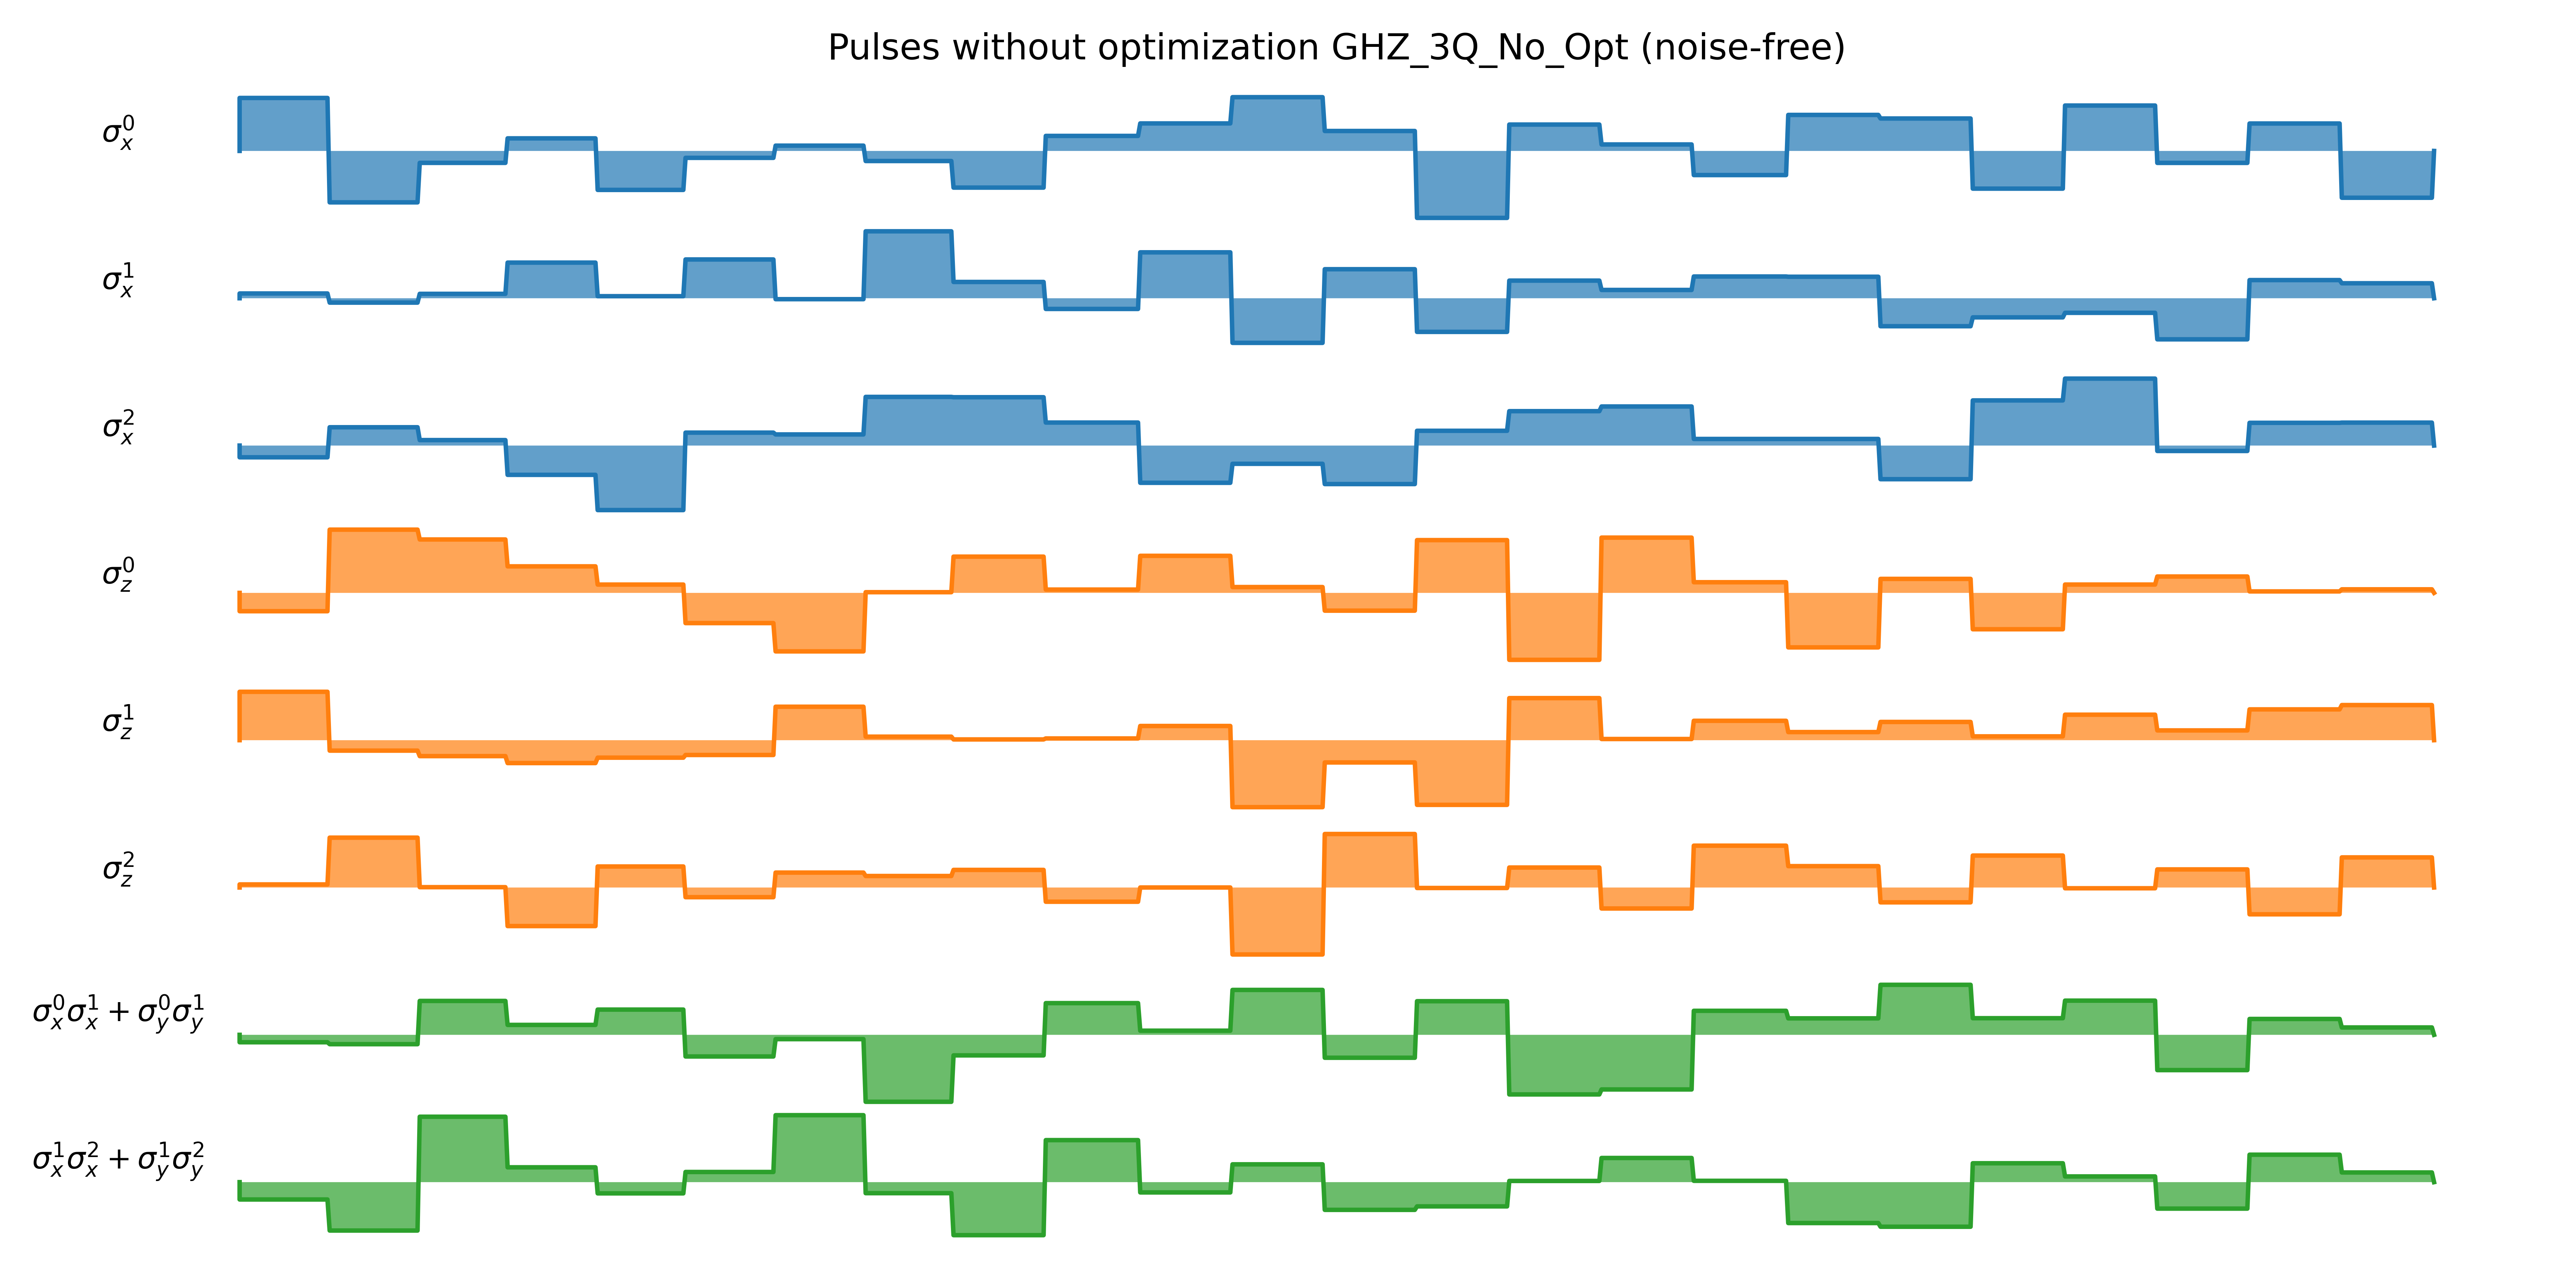 Pulses without optimization GHZ_3Q_No_Opt (noise-free)
σ_x^0
σ_x^1
σ_x^2
σ_z^0
σ_z^1
σ_z^2
σ_x^0σ_x^1 + σ_y^0σ_y^1
σ_x^1σ_x^2 + σ_y^1σ_y^2